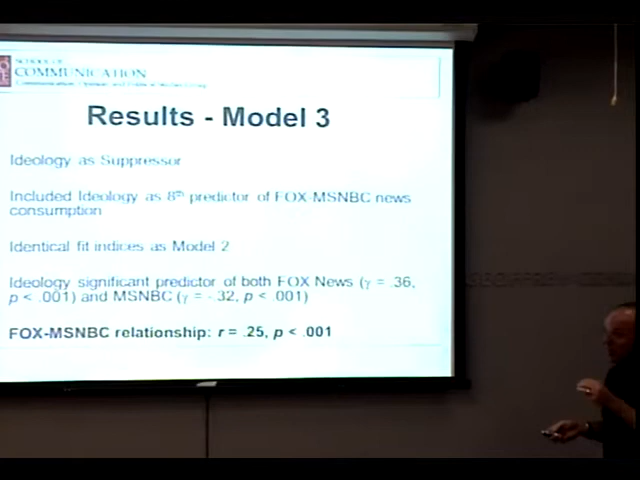 SCHOOL OF
COMMUNICATION
Results - Model 3
Ideology as Suppressor
Included Ideology as 8th predictor of FOX-MSNBC news
consumption
Identical fit indices as Model 2
Ideology significant predictor of both FOX News (γ = .36,
p < .001) and MSNBC (γ = -.32, p < .001)
FOX-MSNBC relationship: r = .25, p < .001